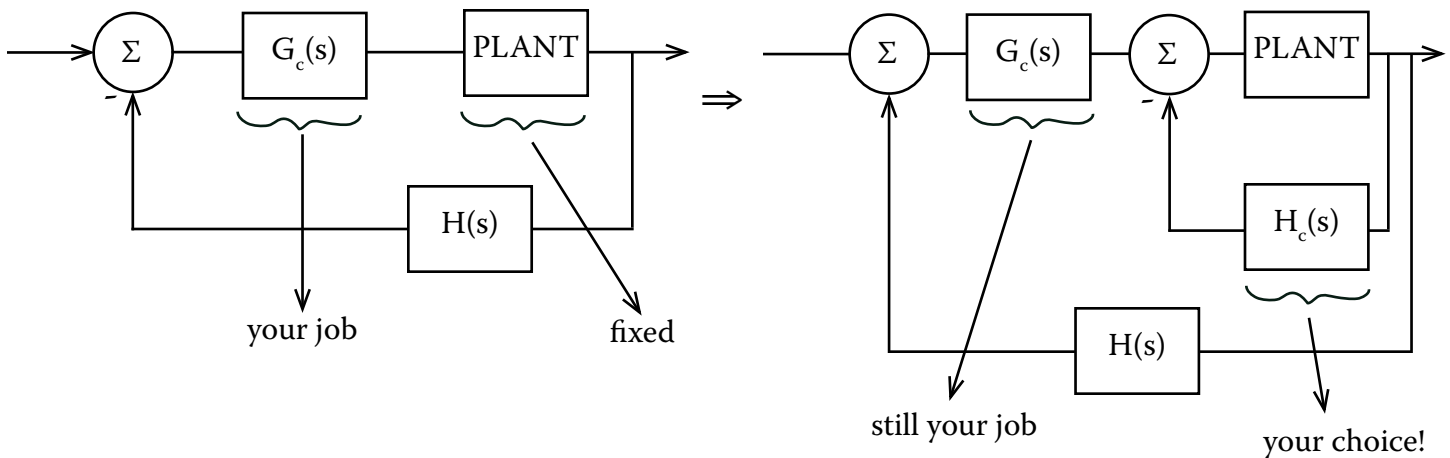 Σ
G_c(s)
PLANT
-
H(s)
your job
fixed
⇒
Σ
G_c(s)
Σ
PLANT
-
H_c(s)
H(s)
still your job
your choice!